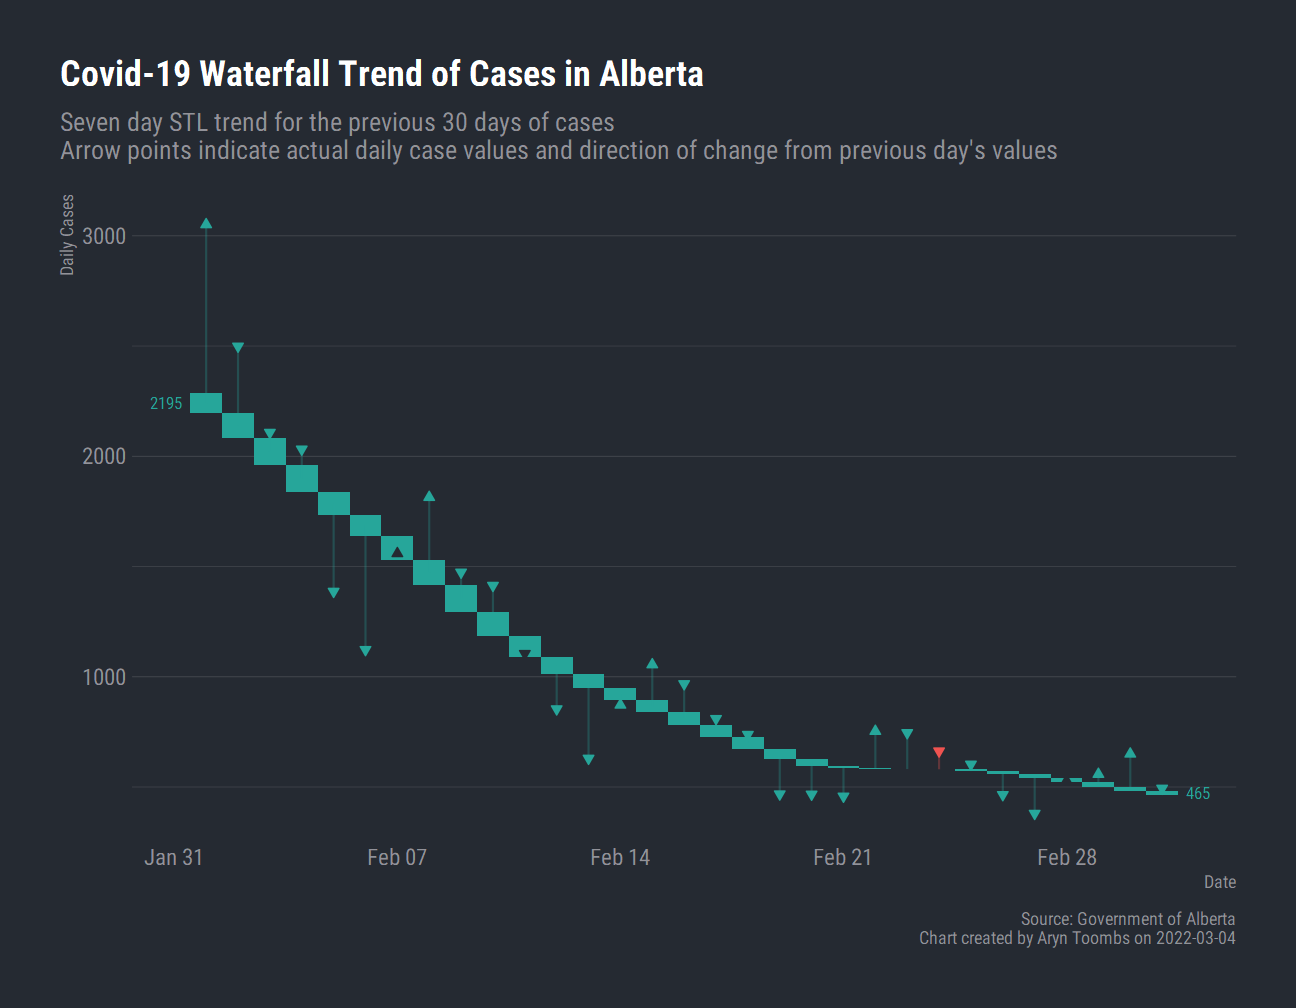 Covid-19 Waterfall Trend of Cases in Alberta
Seven day STL trend for the previous 30 days of cases
Arrow points indicate actual daily case values and direction of change from previous day's values
Daily Cases
3000
2000
1000
2195
465
Jan 31
Feb 07
Feb 14
Feb 21
Feb 28
Date
Source: Government of Alberta
Chart created by Aryn Toombs on 2022-03-04